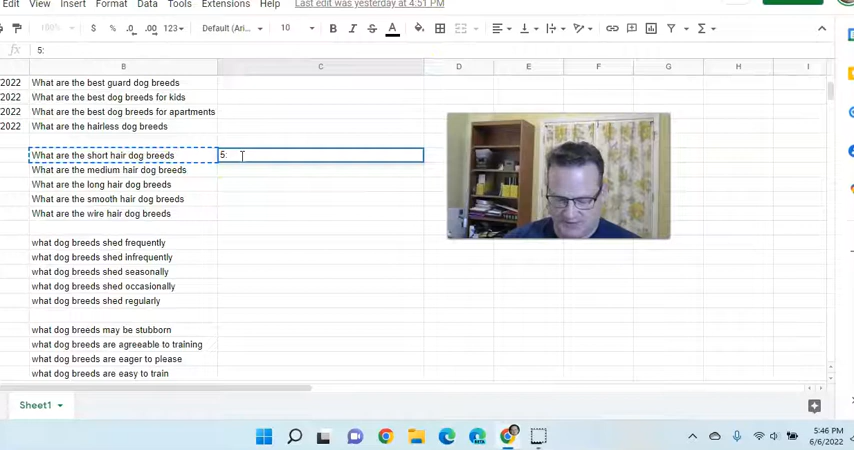 Edit View Insert Format Data Tools Extensions Help Last edit was yesterday at 4:51 PM
100% $ % .0 .00 123 Default (Ari... 10 B I S A
fx 5:
B C D E F G H I
2022 What are the best guard dog breeds
2022 What are the best dog breeds for kids
2022 What are the best dog breeds for apartments
2022 What are the hairless dog breeds
What are the short hair dog breeds 5:
What are the medium hair dog breeds
What are the long hair dog breeds
What are the smooth hair dog breeds
What are the wire hair dog breeds
what dog breeds shed frequently
what dog breeds shed infrequently
what dog breeds shed seasonally
what dog breeds shed occasionally
what dog breeds shed regularly
what dog breeds may be stubborn
what dog breeds are agreeable to training
what dog breeds are eager to please
what dog breeds are easy to train
Sheet1
5:46 PM
6/6/2022